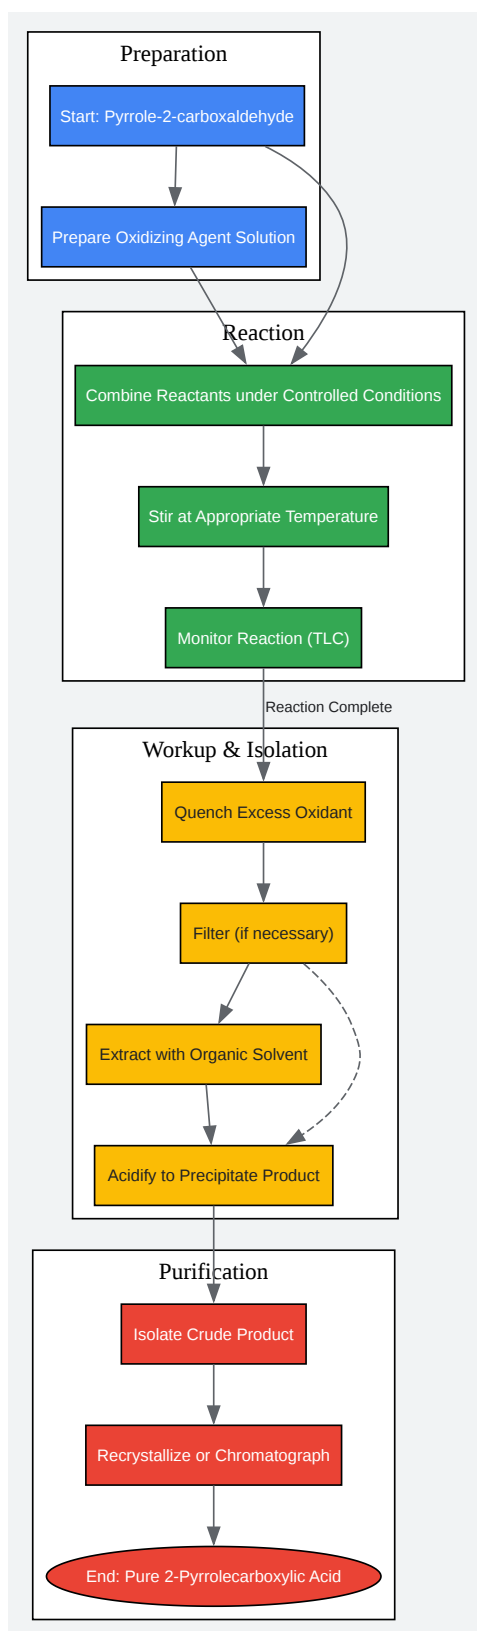 Preparation
Start: Pyrrole-2-carboxaldehyde
Prepare Oxidizing Agent Solution
Reaction
Combine Reactants under Controlled Conditions
Stir at Appropriate Temperature
Monitor Reaction (TLC)
Reaction Complete
Workup & Isolation
Quench Excess Oxidant
Filter (if necessary)
Extract with Organic Solvent
Acidify to Precipitate Product
Purification
Isolate Crude Product
Recrystallize or Chromatograph
End: Pure 2-Pyrrolecarboxylic Acid